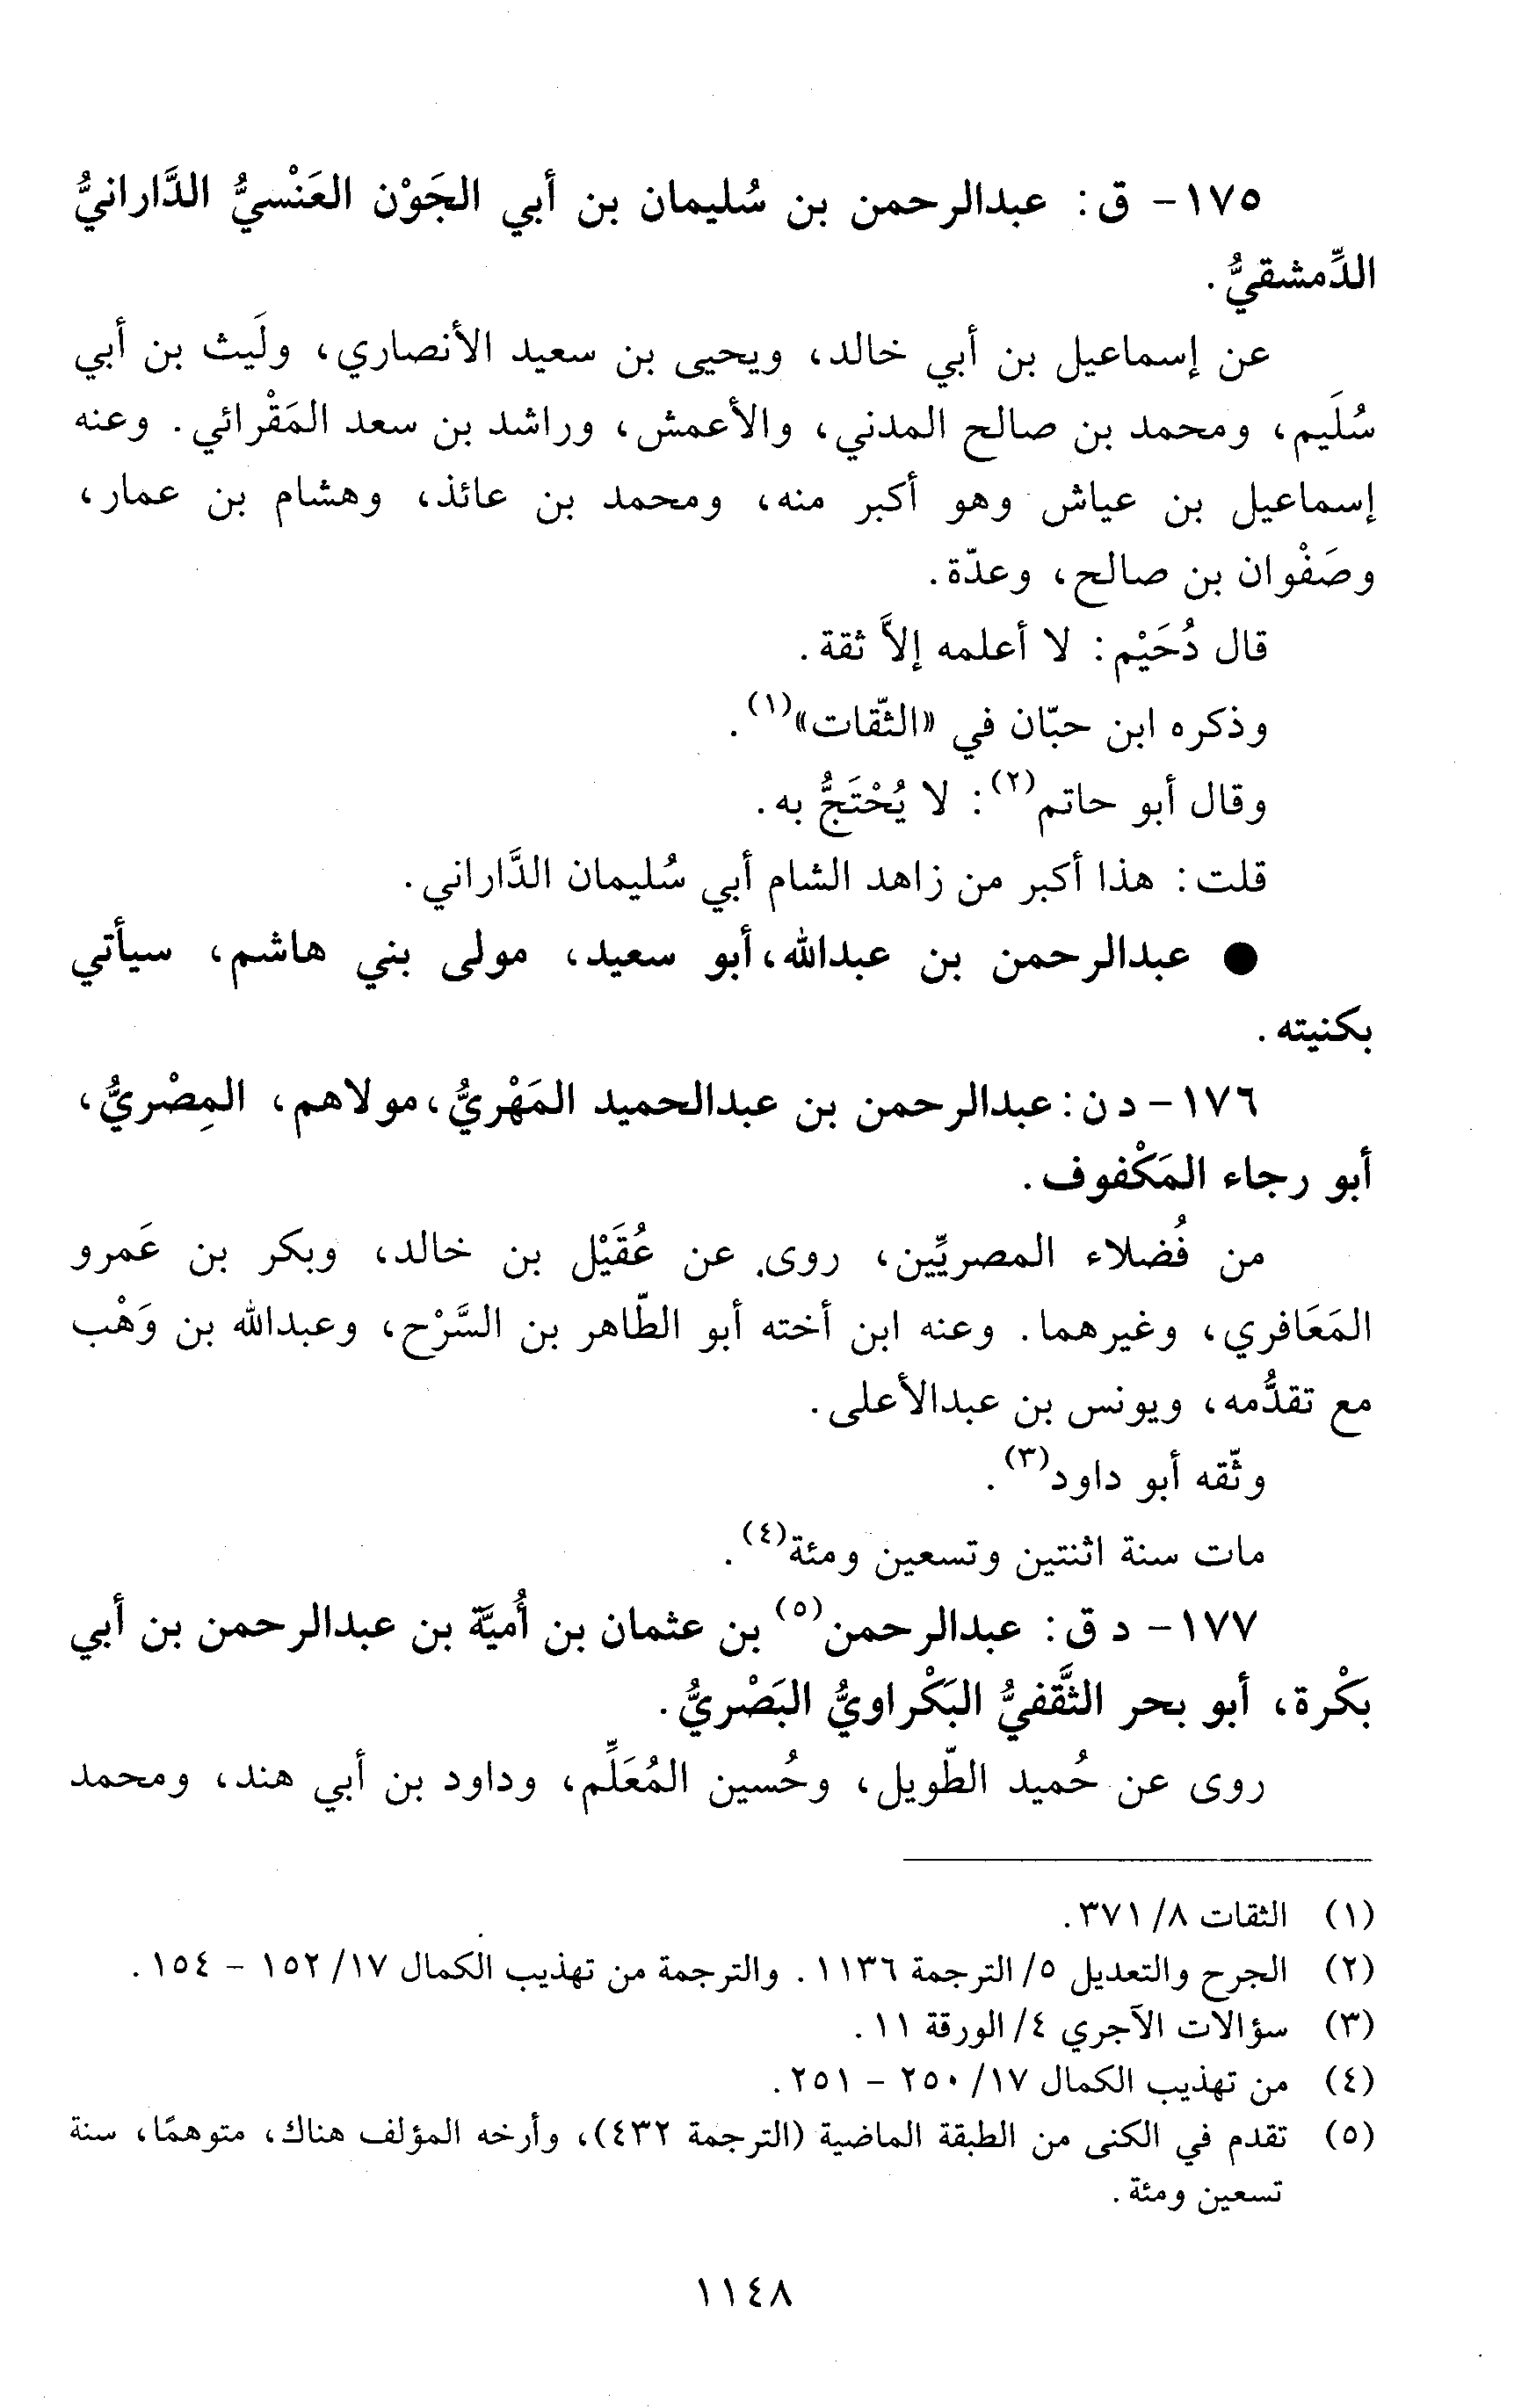 ١٧٥- ق: عبدالرحمن بن سُليمان بن أبي الجَوْن العَنْسيُّ الدَّارانيُّ
الدِّمشقيُّ.
عن إسماعيل بن أبي خالد، ويحيى بن سعيد الأنصاري، ولَيث بن أبي
سُلَيم، ومحمد بن صالح المدني، والأعمش، وراشد بن سعد المَقْرائي. وعنه
إسماعيل بن عياش وهو أكبر منه، ومحمد بن عائذ، وهشام بن عمار،
وصَفْوان بن صالح، وعدّة.
قال دُحَيْم: لا أعلمه إلاَّ ثقة.
وذكره ابن حبّان في «الثّقات»(١).
وقال أبو حاتم(٢): لا يُحْتَجُّ به.
قلت: هذا أكبر من زاهد الشام أبي سُليمان الدَّاراني.
● عبدالرحمن بن عبدالله، أبو سعيد، مولى بني هاشم، سيأتي
بكنيته.
١٧٦- د ن: عبدالرحمن بن عبدالحميد المَهْريُّ، مولاهم، المِصْريُّ،
أبو رجاء المَكْفوف.
من فُضلاء المصريِّين، روى عن عُقَيْل بن خالد، وبكر بن عَمرو
المَعَافري، وغيرهما. وعنه ابن أخته أبو الطّاهر بن السَّرْح، وعبدالله بن وَهْب
مع تقدُّمه، ويونس بن عبدالأعلى.
وثّقه أبو داود(٣).
مات سنة اثنتين وتسعين ومئة(٤).
١٧٧- د ق: عبدالرحمن(٥) بن عثمان بن أُميَّة بن عبدالرحمن بن أبي
بكْرة، أبو بحر الثَّقفيُّ البَكْراويُّ البَصْريُّ.
روى عن حُميد الطّويل، وحُسين المُعَلِّم، وداود بن أبي هند، ومحمد
(١) الثقات ٨/ ٣٧١.
(٢) الجرح والتعديل ٥/ الترجمة ١١٣٦. والترجمة من تهذيب الكمال ١٧/ ١٥٢ - ١٥٤.
(٣) سؤالات الآجري ٤/ الورقة ١١.
(٤) من تهذيب الكمال ١٧/ ٢٥٠ - ٢٥١.
(٥) تقدم في الكنى من الطبقة الماضية (الترجمة ٤٣٢)، وأرخه المؤلف هناك، متوهمًا، سنة
تسعين ومئة.
١١٤٨